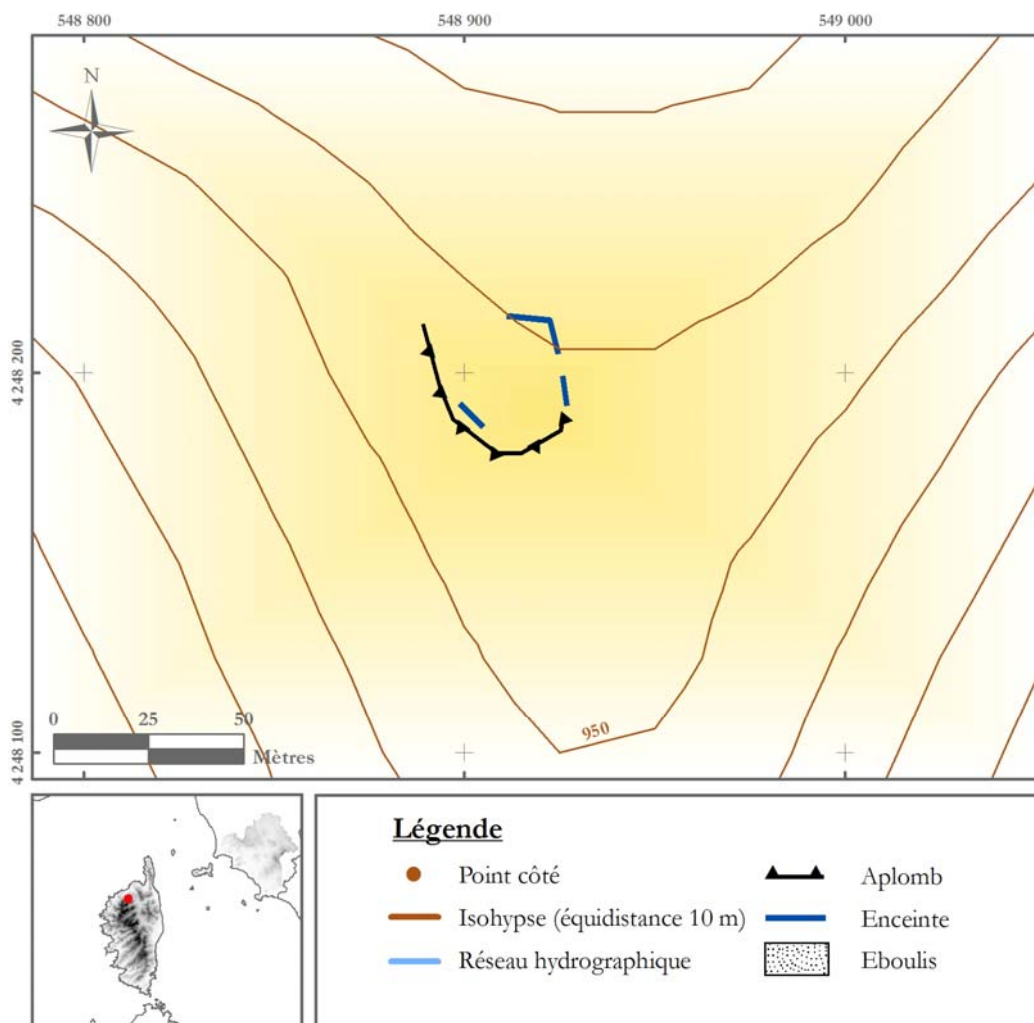 548 800
548 900
549 000
N
4 248 200
950
4 248 100
0
25
50
Mètres
Légende
Point côté
Isohypse (équidistance 10 m)
Réseau hydrographique
Aplomb
Enceinte
Eboulis